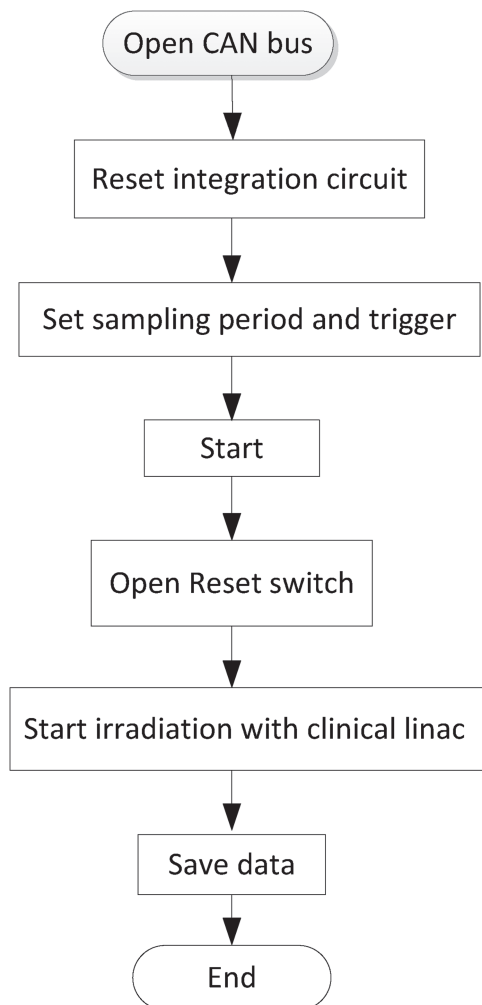 Open CAN bus
Reset integration circuit
Set sampling period and trigger
Start
Open Reset switch
Start irradiation with clinical linac
Save data
End